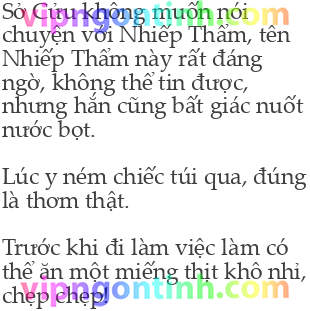 vipngontinh.com
Sở Cửu không muốn nói
chuyện với Nhiếp Thẩm, tên
Nhiếp Thẩm này rất đáng
ngờ, không thể tin được,
nhưng hắn cũng bất giác nuốt
nước bọt.
Lúc y ném chiếc túi qua, đúng
là thơm thật.
Trước khi đi làm việc làm có
thể ăn một miếng thịt khô nhỉ,
chẹp chẹp!
vipngontinh.com